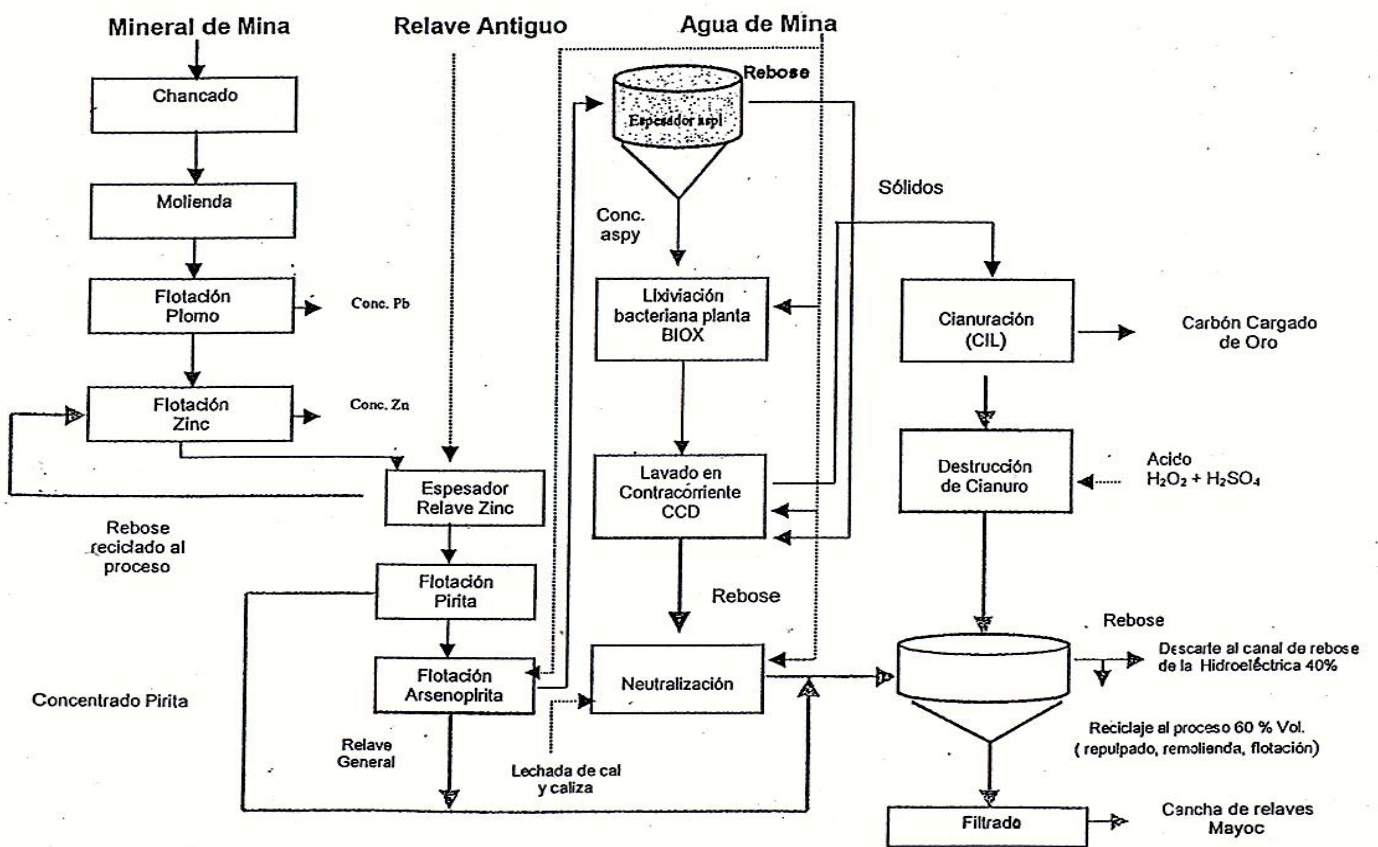 Mineral de Mina
Relave Antiguo
Agua de Mina
Chancado
Molienda
Flotación
Plomo
Conc. Pb
Flotación
Zinc
Conc. Zn
Rebose
reciclado al
proceso
Espesador
Relave Zinc
Flotación
Pirita
Flotación
Arsenopirita
Concentrado Pirita
Relave
General
Lechada de cal
y caliza
Rebose
Espesador aspi
Conc.
aspy
Lixiviación
bacteriana planta
BIOX
Lavado en
Contracórriente
CCD
Rebose
Neutralización
Sólidos
Cianuración
(CIL)
Carbón Cargado
de Oro
Destrucción
de Cianuro
Acido
H₂O₂ + H₂SO₄
Rebose
Descarte al canal de rebose
de la Hidroeléctrica 40%
Reciclaje al proceso 60 % Vol.
( repulpado, remolienda, flotación)
Filtrado
Cancha de relaves
Mayoc